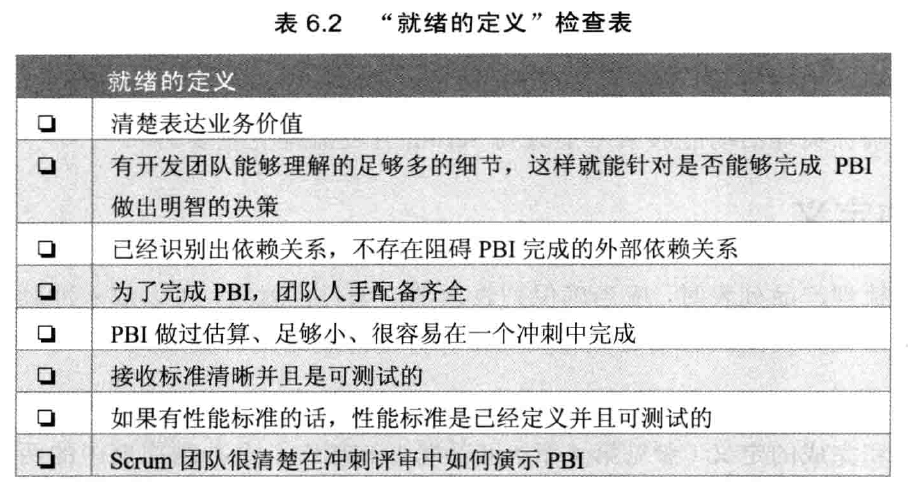 表 6.2 “就绪的定义”检查表
就绪的定义
清楚表达业务价值
有开发团队能够理解的足够多的细节，这样就能针对是否能够完成 PBI
做出明智的决策
已经识别出依赖关系，不存在阻碍 PBI 完成的外部依赖关系
为了完成 PBI，团队人手配备齐全
PBI 做过估算、足够小、很容易在一个冲刺中完成
接收标准清晰并且是可测试的
如果有性能标准的话，性能标准是已经定义并且可测试的
Scrum 团队很清楚在冲刺评审中如何演示 PBI